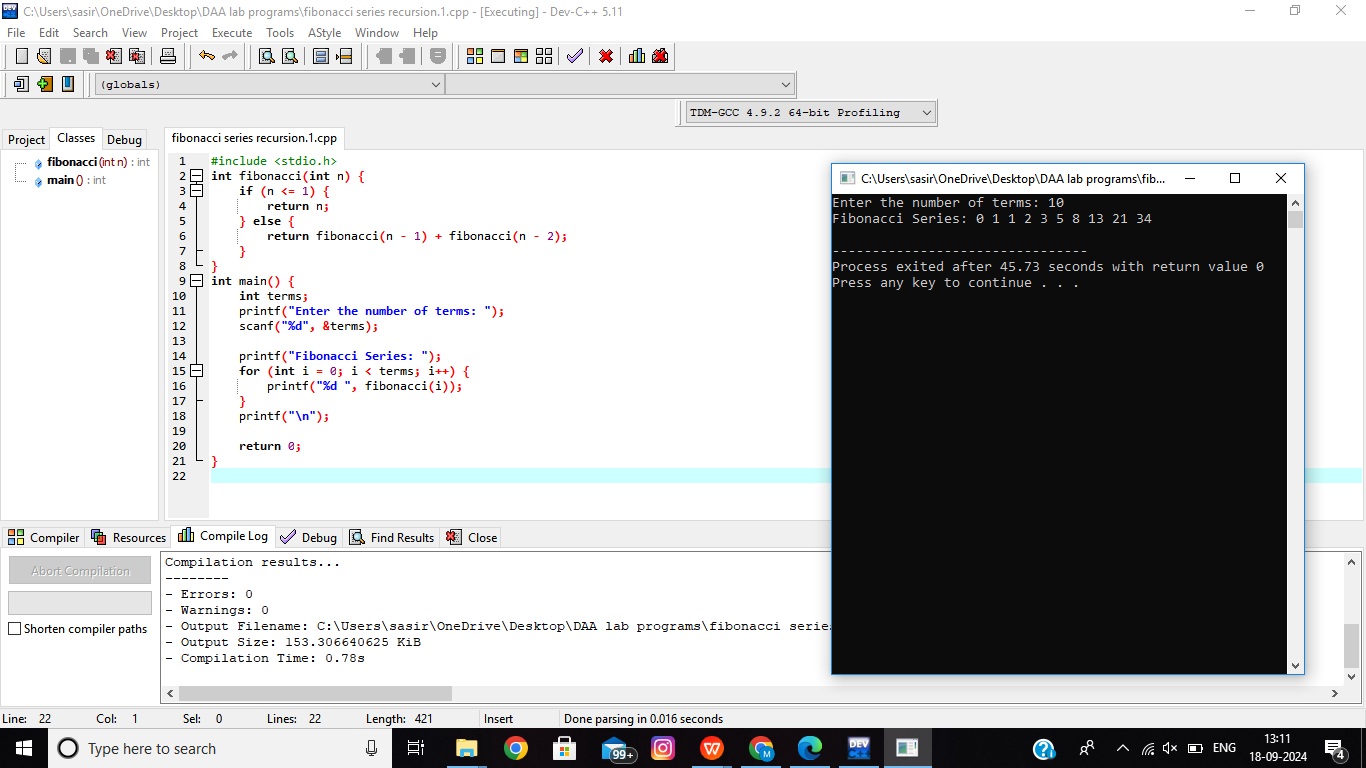 C:\Users\sasir\OneDrive\Desktop\DAA lab programs\fibonacci series recursion.1.cpp - [Executing] - Dev-C++ 5.11
File Edit Search View Project Execute Tools AStyle Window Help
(globals)
TDM-GCC 4.9.2 64-bit Profiling
Project Classes Debug
fibonacci (int n) : int
main () : int
fibonacci series recursion.1.cpp
1 #include <stdio.h>
2 int fibonacci(int n) {
3 if (n <= 1) {
4 return n;
5 } else {
6 return fibonacci(n - 1) + fibonacci(n - 2);
7 }
8 }
9 int main() {
10 int terms;
11 printf("Enter the number of terms: ");
12 scanf("%d", &terms);
13
14 printf("Fibonacci Series: ");
15 for (int i = 0; i < terms; i++) {
16 printf("%d ", fibonacci(i));
17 }
18 printf("\n");
19
20 return 0;
21 }
22
C:\Users\sasir\OneDrive\Desktop\DAA lab programs\fib...
Enter the number of terms: 10
Fibonacci Series: 0 1 1 2 3 5 8 13 21 34
--------------------------------
Process exited after 45.73 seconds with return value 0
Press any key to continue . . .
Compiler Resources Compile Log Debug Find Results Close
Abort Compilation
Shorten compiler paths
Compilation results...
--------
- Errors: 0
- Warnings: 0
- Output Filename: C:\Users\sasir\OneDrive\Desktop\DAA lab programs\fibonacci serie
- Output Size: 153.306640625 KiB
- Compilation Time: 0.78s
Line: 22 Col: 1 Sel: 0 Lines: 22 Length: 421 Insert Done parsing in 0.016 seconds
Type here to search
99+
M
DEV
ENG
13:11
18-09-2024
4